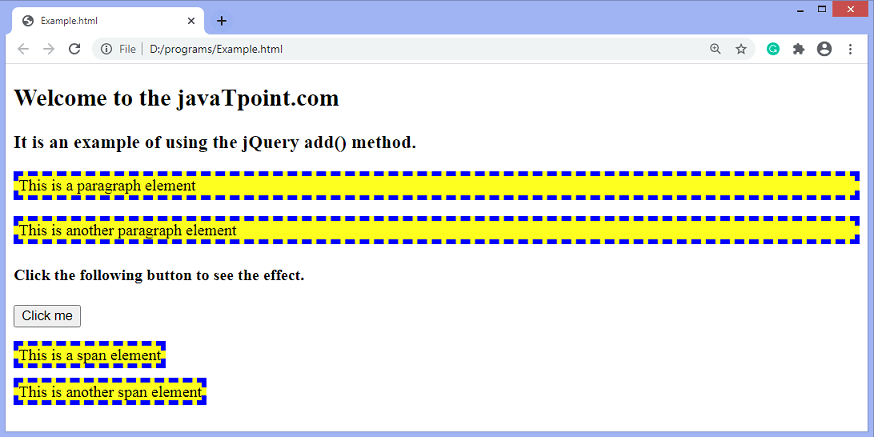 Example.html
File
D:/programs/Example.html
Welcome to the javaTpoint.com
It is an example of using the jQuery add() method.
This is a paragraph element
This is another paragraph element
Click the following button to see the effect.
Click me
This is a span element
This is another span element